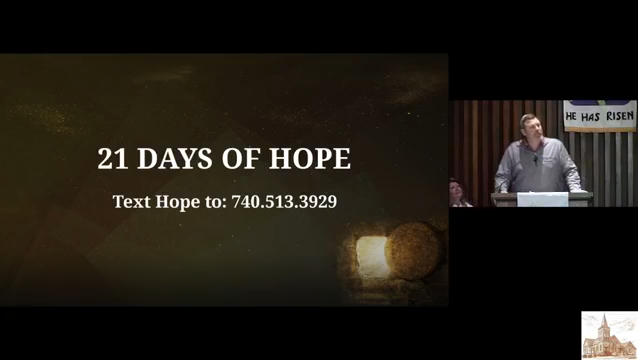 21 DAYS OF HOPE
Text Hope to: 740.513.3929
HE HAS RISEN